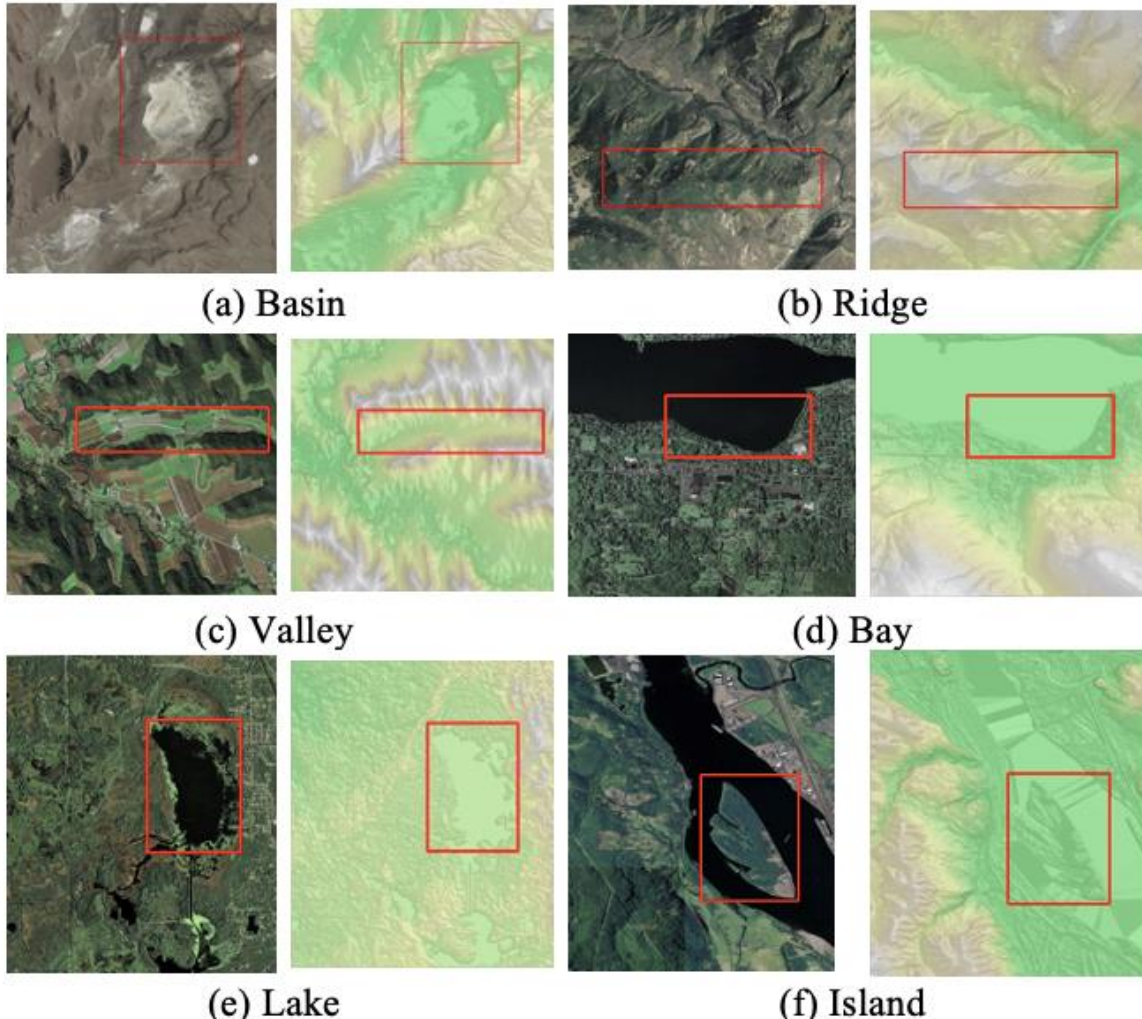 (a) Basin
(b) Ridge
(c) Valley
(d) Bay
(e) Lake
(f) Island